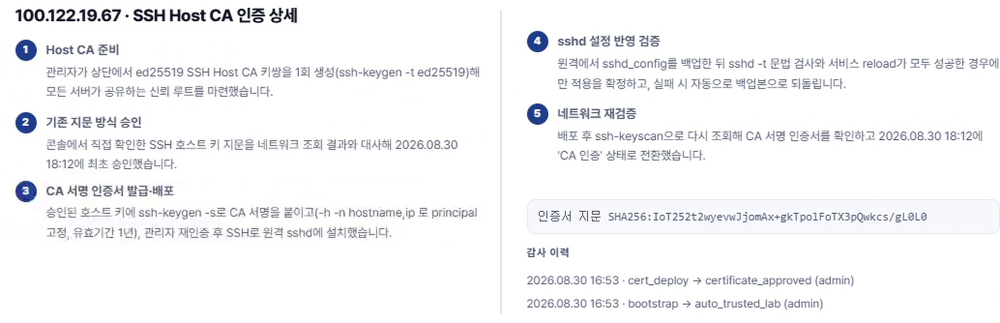 100.122.19.67 · SSH Host CA 인증 상세
1 Host CA 준비
관리자가 상단에서 ed25519 SSH Host CA 키쌍을 1회 생성(ssh-keygen -t ed25519)해
모든 서버가 공유하는 신뢰 루트를 마련했습니다.
2 기존 지문 방식 승인
콘솔에서 직접 확인한 SSH 호스트 키 지문을 네트워크 조회 결과와 대사해 2026.08.30
18:12에 최초 승인했습니다.
3 CA 서명 인증서 발급·배포
승인된 호스트 키에 ssh-keygen -s로 CA 서명을 붙이고(-h -n hostname,ip 로 principal
고정, 유효기간 1년), 관리자 재인증 후 SSH로 원격 sshd에 설치했습니다.
4 sshd 설정 반영 검증
원격에서 sshd_config를 백업한 뒤 sshd -t 문법 검사와 서비스 reload가 모두 성공한 경우에
만 적용을 확정하고, 실패 시 자동으로 백업본으로 되돌립니다.
5 네트워크 재검증
배포 후 ssh-keyscan으로 다시 조회해 CA 서명 인증서를 확인하고 2026.08.30 18:12에
'CA 인증' 상태로 전환했습니다.
인증서 지문 SHA256:IoT252t2wyevwJjomAx+gkTpolFoTX3pQwkcs/gL0L0
감사 이력
2026.08.30 16:53 · cert_deploy → certificate_approved (admin)
2026.08.30 16:53 · bootstrap → auto_trusted_lab (admin)